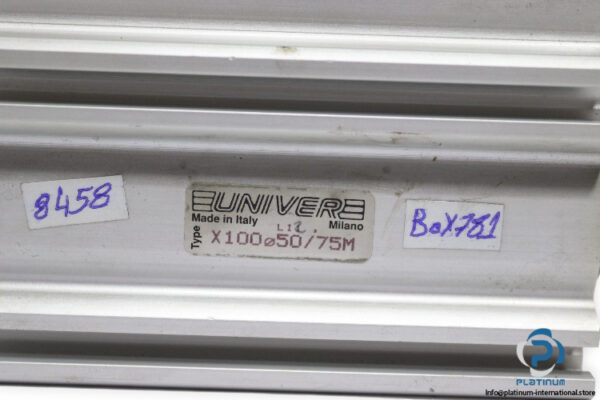 8458
UNIVER
Made in Italy
Milano
Type
X100ø50/75M
BOX781
PLATINUM
Info@platinum-international.store